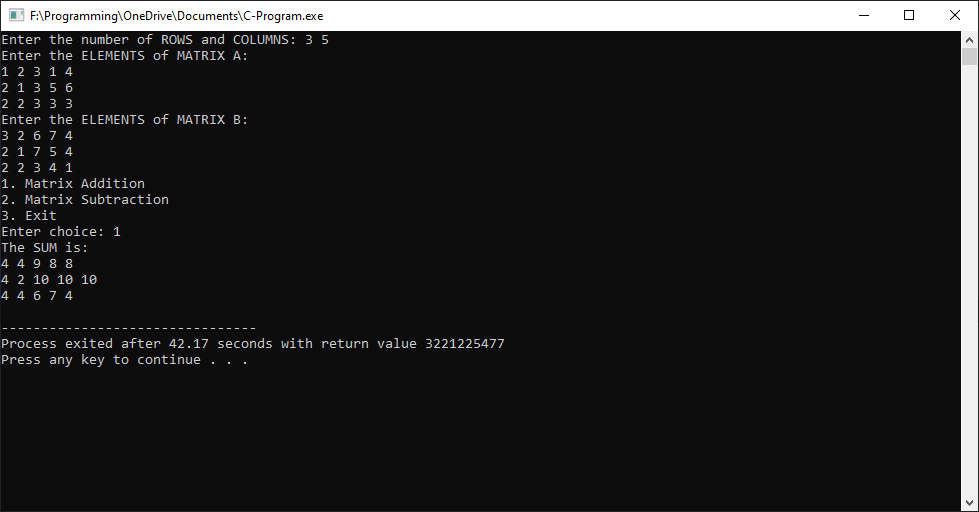 F:\Programming\OneDrive\Documents\C-Program.exe
Enter the number of ROWS and COLUMNS: 3 5
Enter the ELEMENTS of MATRIX A:
1 2 3 1 4
2 1 3 5 6
2 2 3 3 3
Enter the ELEMENTS of MATRIX B:
3 2 6 7 4
2 1 7 5 4
2 2 3 4 1
1. Matrix Addition
2. Matrix Subtraction
3. Exit
Enter choice: 1
The SUM is:
4 4 9 8 8
4 2 10 10 10
4 4 6 7 4
--------------------------------
Process exited after 42.17 seconds with return value 3221225477
Press any key to continue . . .